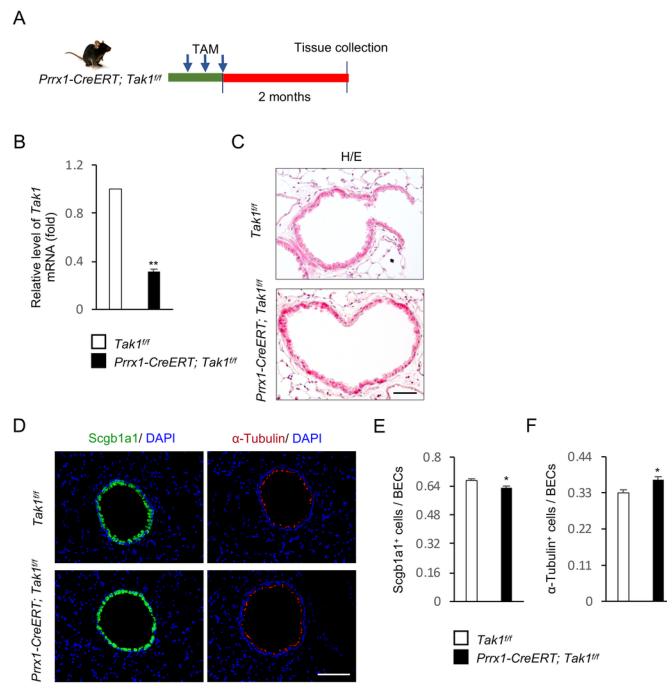 A
TAM
Tissue collection
Prrx1-CreERT; Tak1f/f
2 months
B
Relative level of Tak1
mRNA (fold)
1.2
0.8
0.4
0
**
Tak1f/f
Prrx1-CreERT; Tak1f/f
C
H/E
Tak1f/f
Prrx1-CreERT; Tak1f/f
D
Scgb1a1/ DAPI
α-Tubulin/ DAPI
Tak1f/f
Prrx1-CreERT; Tak1f/f
E
Scgb1a1+ cells / BECs
0.8
0.64
0.48
0.32
0.16
0
*
F
α-Tubulin+ cells / BECs
0.44
0.33
0.22
0.11
0
*
Tak1f/f
Prrx1-CreERT; Tak1f/f